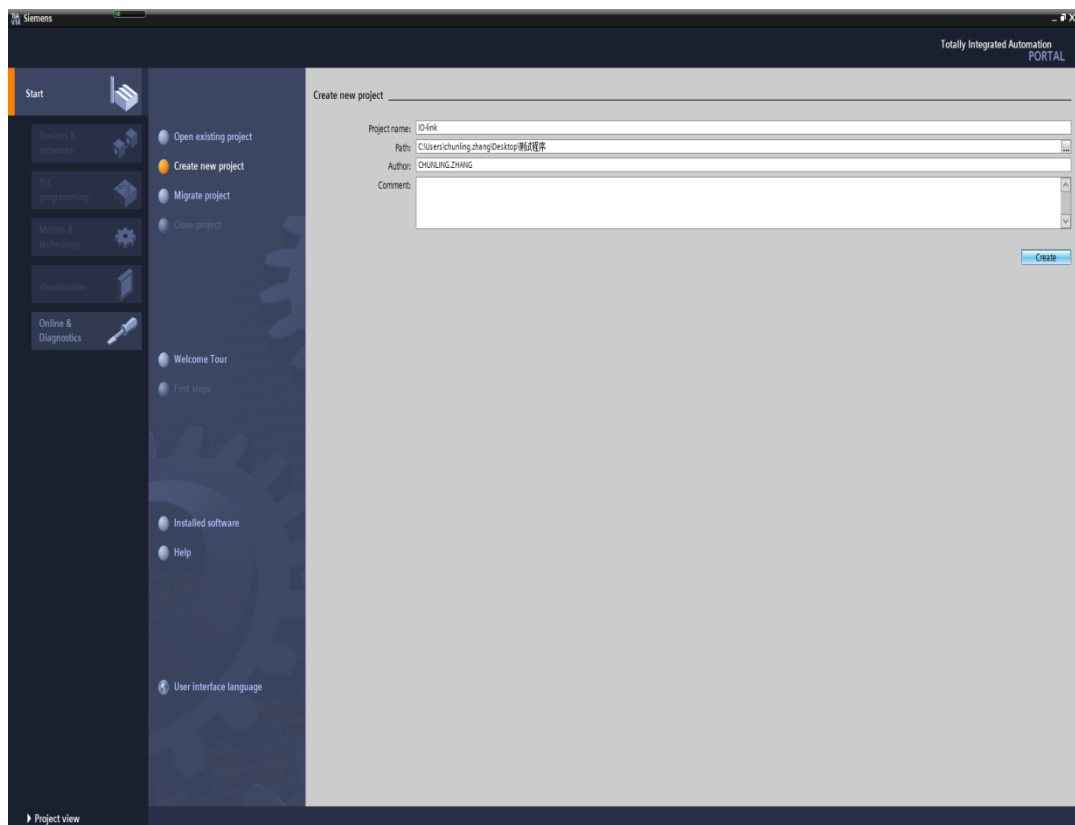 Siemens
Totally Integrated Automation
PORTAL
Start
Devices &
networks
PLC
programming
Motion &
technology
Visualization
Online &
Diagnostics
Open existing project
Create new project
Migrate project
Close project
Welcome Tour
First steps
Installed software
Help
User interface language
Create new project
Project name: IO-link
Path: C:\Users\chunling.zhang\Desktop\测试程序
...
Author: CHUNLING.ZHANG
Comment:
Create
Project view